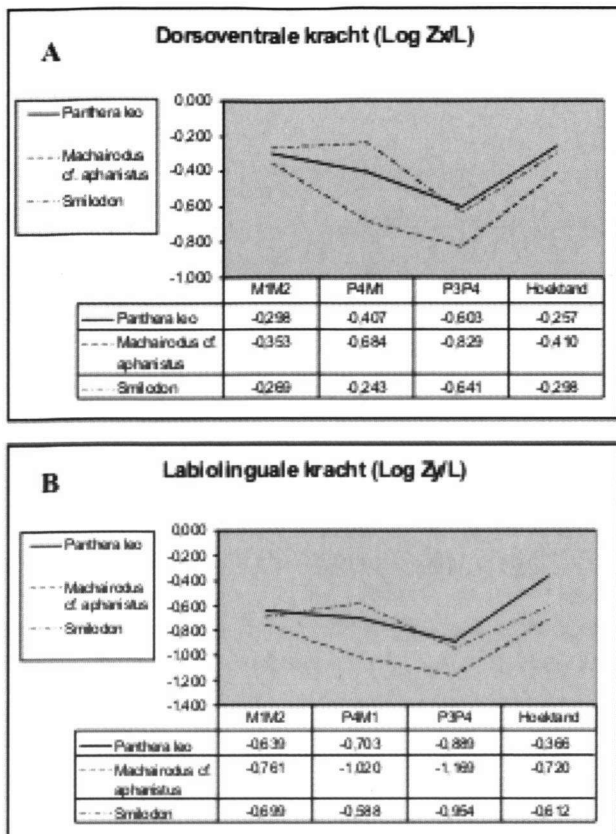 A
Dorsoventrale kracht (Log Zx/L)
Panthera leo
Machairodus
cf. aphanistus
Smilodon
0,000
-0,200
-0,400
-0,600
-0,800
-1,000
M1M2 P4M1 P3P4 Hoektand
Panthera leo -0,298 -0,407 -0,603 -0,257
Machairodus cf. -0,353 -0,684 -0,829 -0,410
aphanistus
Smilodon -0,269 -0,243 -0,641 -0,298
B
Labiolinguale kracht (Log Zy/L)
Panthera leo
Machairodus
cf. aphanistus
Smilodon
0,000
-0,200
-0,400
-0,600
-0,800
-1,000
-1,200
-1,400
M1M2 P4M1 P3P4 Hoektand
Panthera leo -0,639 -0,703 -0,889 -0,366
Machairodus cf. -0,761 -1,020 -1,169 -0,720
aphanistus
Smilodon -0,699 -0,588 -0,954 -0,612